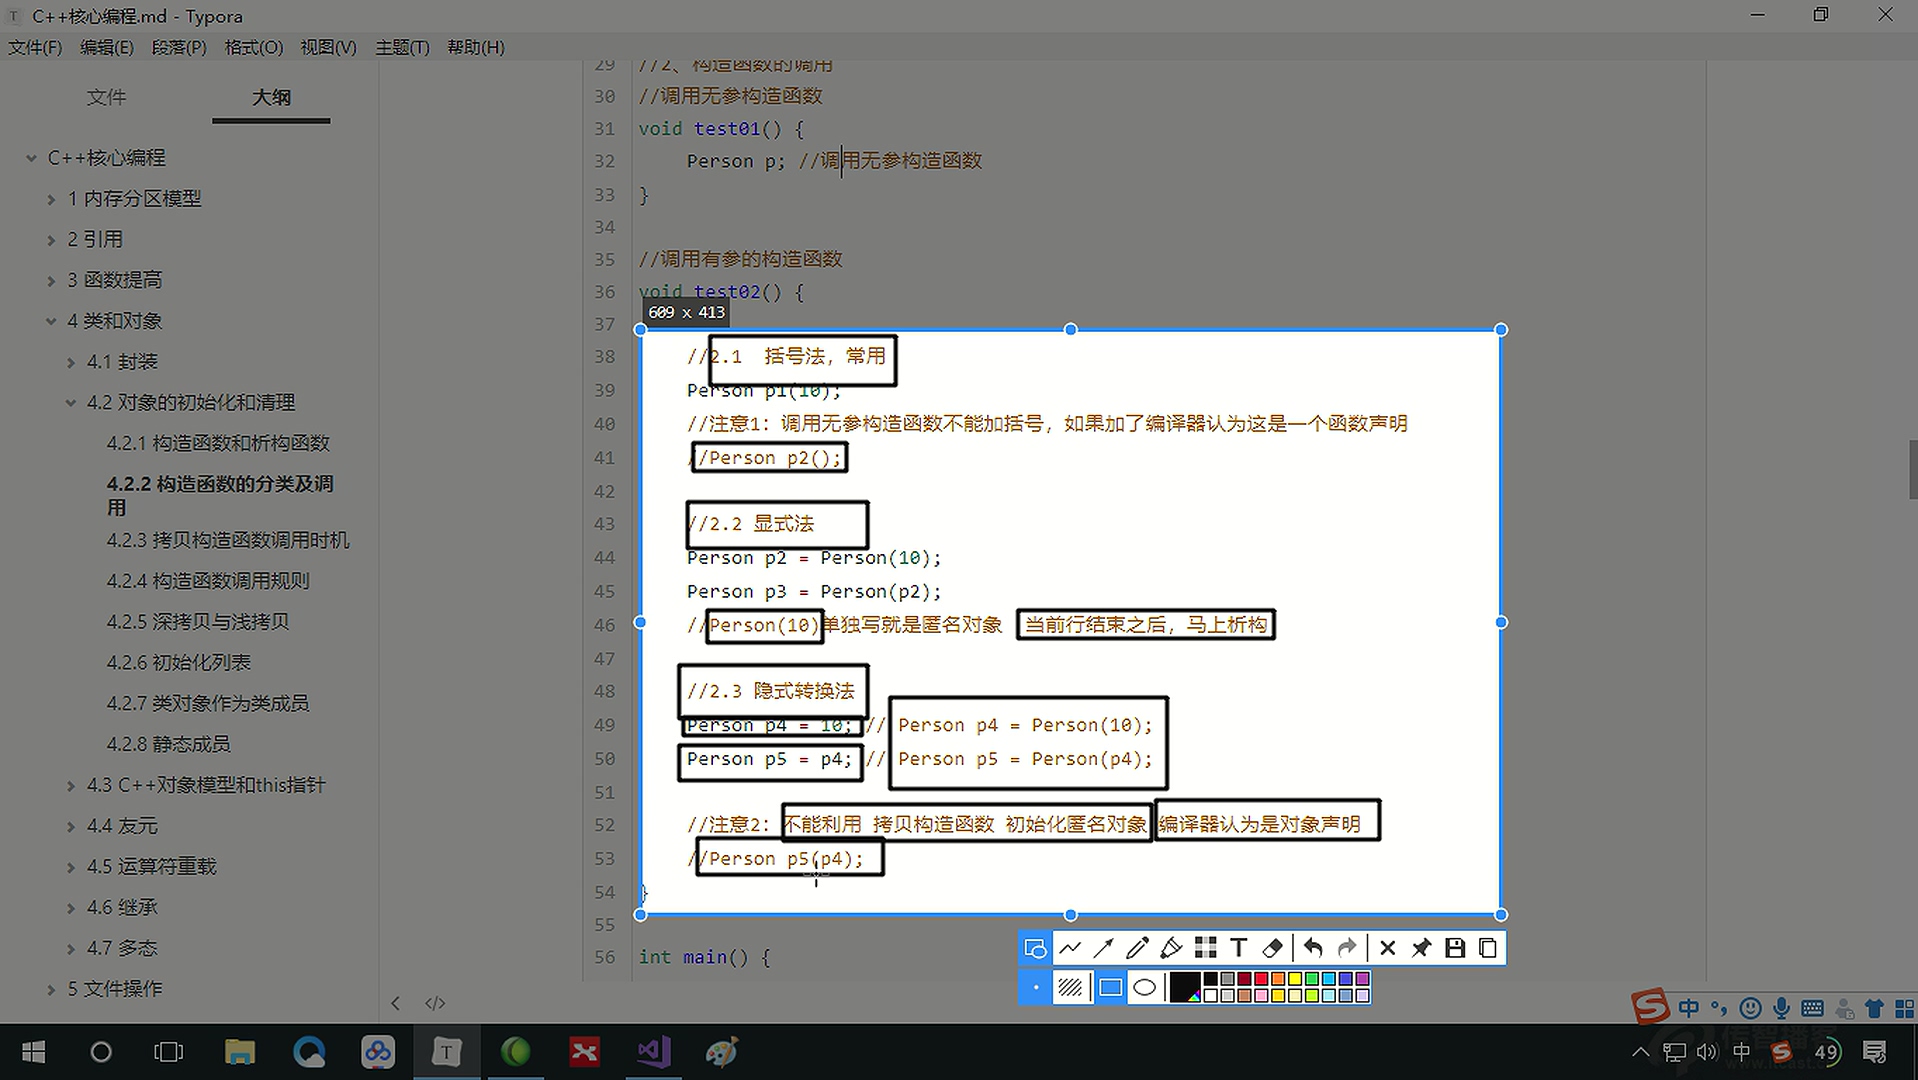 C++核心编程.md - Typora
文件(F) 编辑(E) 段落(P) 格式(O) 视图(V) 主题(T) 帮助(H)
文件 大纲
C++核心编程
1 内存分区模型
2 引用
3 函数提高
4 类和对象
4.1 封装
4.2 对象的初始化和清理
4.2.1 构造函数和析构函数
4.2.2 构造函数的分类及调
用
4.2.3 拷贝构造函数调用时机
4.2.4 构造函数调用规则
4.2.5 深拷贝与浅拷贝
4.2.6 初始化列表
4.2.7 类对象作为类成员
4.2.8 静态成员
4.3 C++对象模型和this指针
4.4 友元
4.5 运算符重载
4.6 继承
4.7 多态
5 文件操作
29 //2、构造函数的调用
30 //调用无参构造函数
31 void test01() {
32 Person p; //调用无参构造函数
33 }
34
35 //调用有参的构造函数
36 void test02() {
609 x 413
37
38 //2.1 括号法，常用
39 Person p1(10);
40 //注意1：调用无参构造函数不能加括号，如果加了编译器认为这是一个函数声明
41 //Person p2();
42
43 //2.2 显式法
44 Person p2 = Person(10);
45 Person p3 = Person(p2);
46 //Person(10)单独写就是匿名对象 当前行结束之后，马上析构
47
48 //2.3 隐式转换法
49 Person p4 = 10; // Person p4 = Person(10);
50 Person p5 = p4; // Person p5 = Person(p4);
51
52 //注意2：不能利用 拷贝构造函数 初始化匿名对象 编译器认为是对象声明
53 //Person p5(p4);
54 }
55
56 int main() {
中
中 49